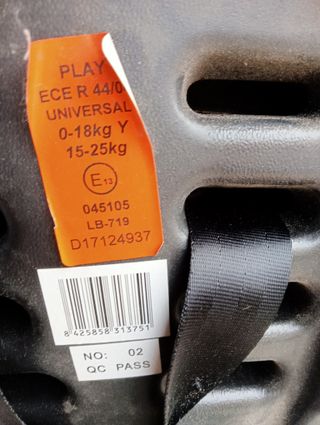 PLAY
ECE R 44/0
UNIVERSAL
0-18kg Y
15-25kg
E13
045105
LB-719
D17124937
8 425858 313751
NO: 02
QC PASS